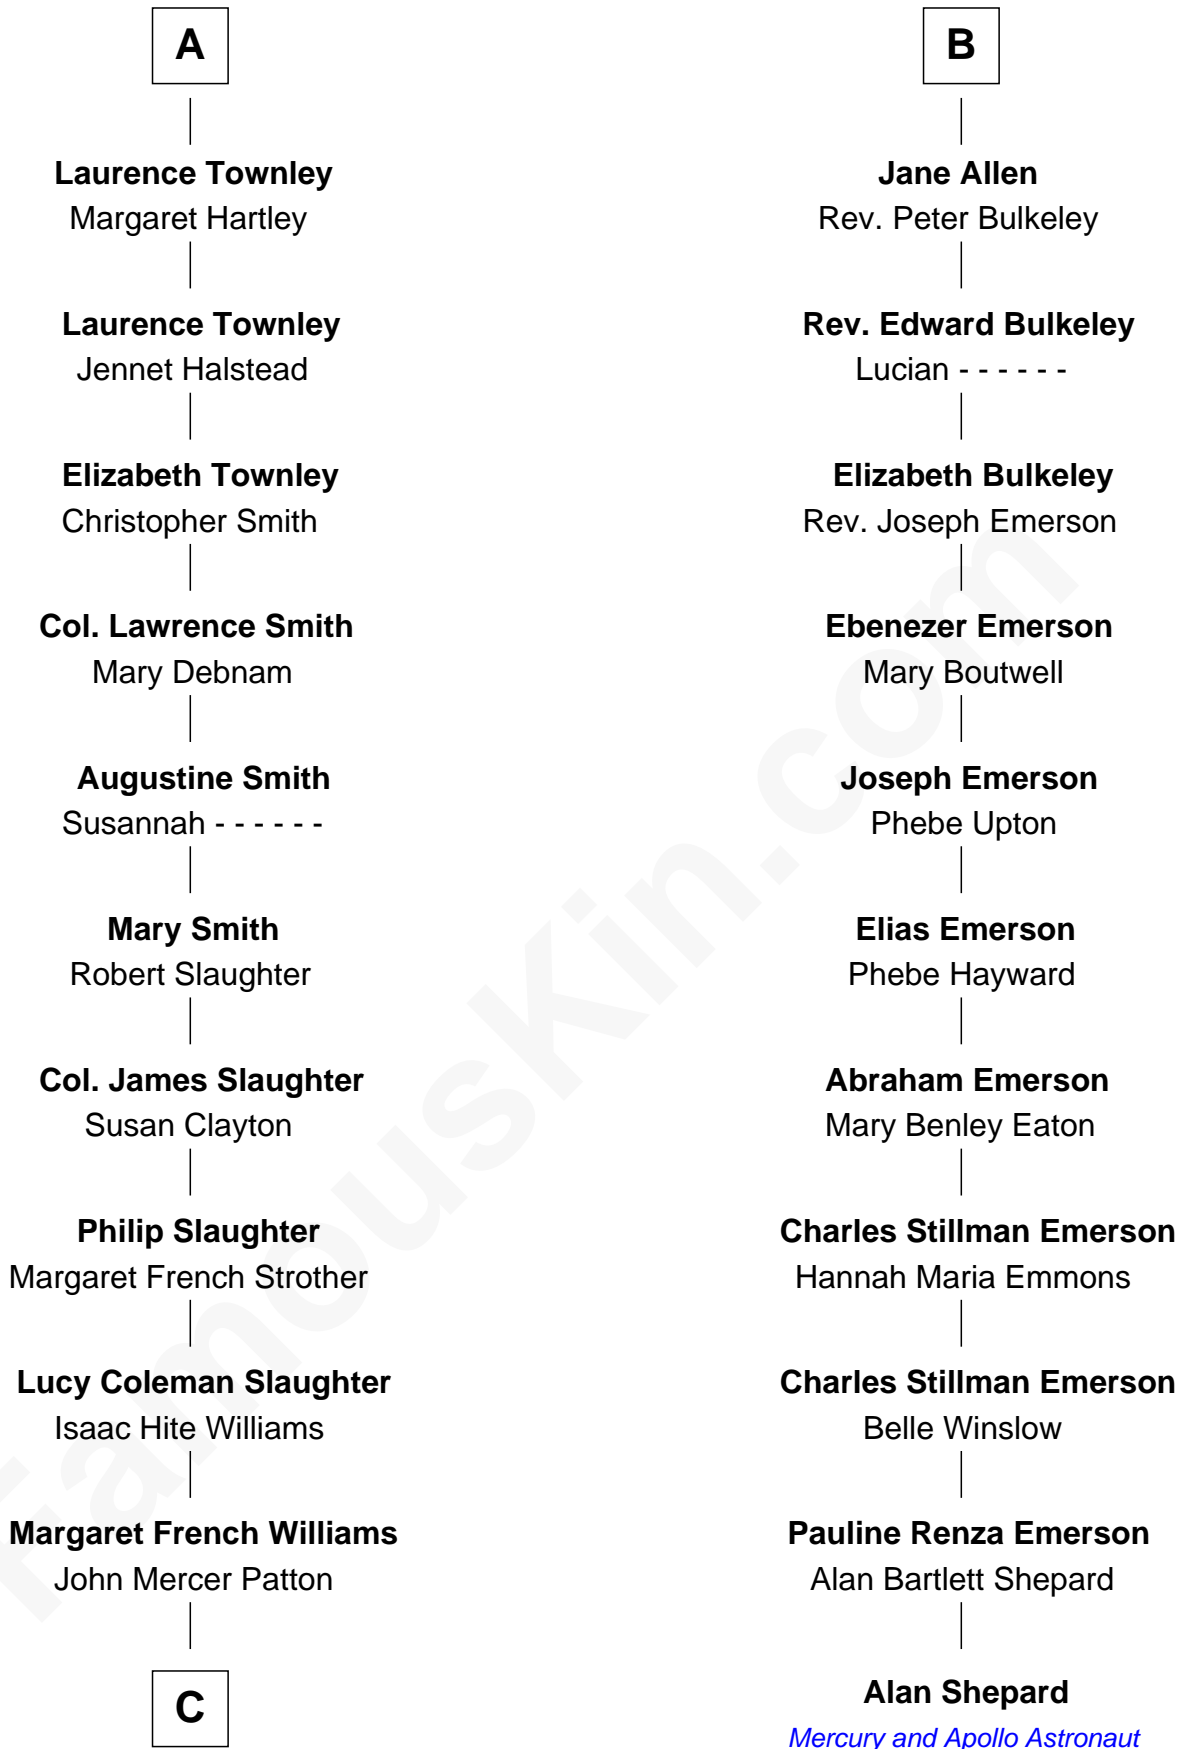 A
Laurence Townley
Margaret Hartley
Laurence Townley
Jennet Halstead
Elizabeth Townley
Christopher Smith
Col. Lawrence Smith
Mary Debnam
Augustine Smith
Susannah - - - - - -
Mary Smith
Robert Slaughter
Col. James Slaughter
Susan Clayton
Philip Slaughter
Margaret French Strother
Lucy Coleman Slaughter
Isaac Hite Williams
Margaret French Williams
John Mercer Patton
C
B
Jane Allen
Rev. Peter Bulkeley
Rev. Edward Bulkeley
Lucian - - - - - -
Elizabeth Bulkeley
Rev. Joseph Emerson
Ebenezer Emerson
Mary Boutwell
Joseph Emerson
Phebe Upton
Elias Emerson
Phebe Hayward
Abraham Emerson
Mary Benley Eaton
Charles Stillman Emerson
Hannah Maria Emmons
Charles Stillman Emerson
Belle Winslow
Pauline Renza Emerson
Alan Bartlett Shepard
Alan Shepard
Mercury and Apollo Astronaut
FamousKin.com